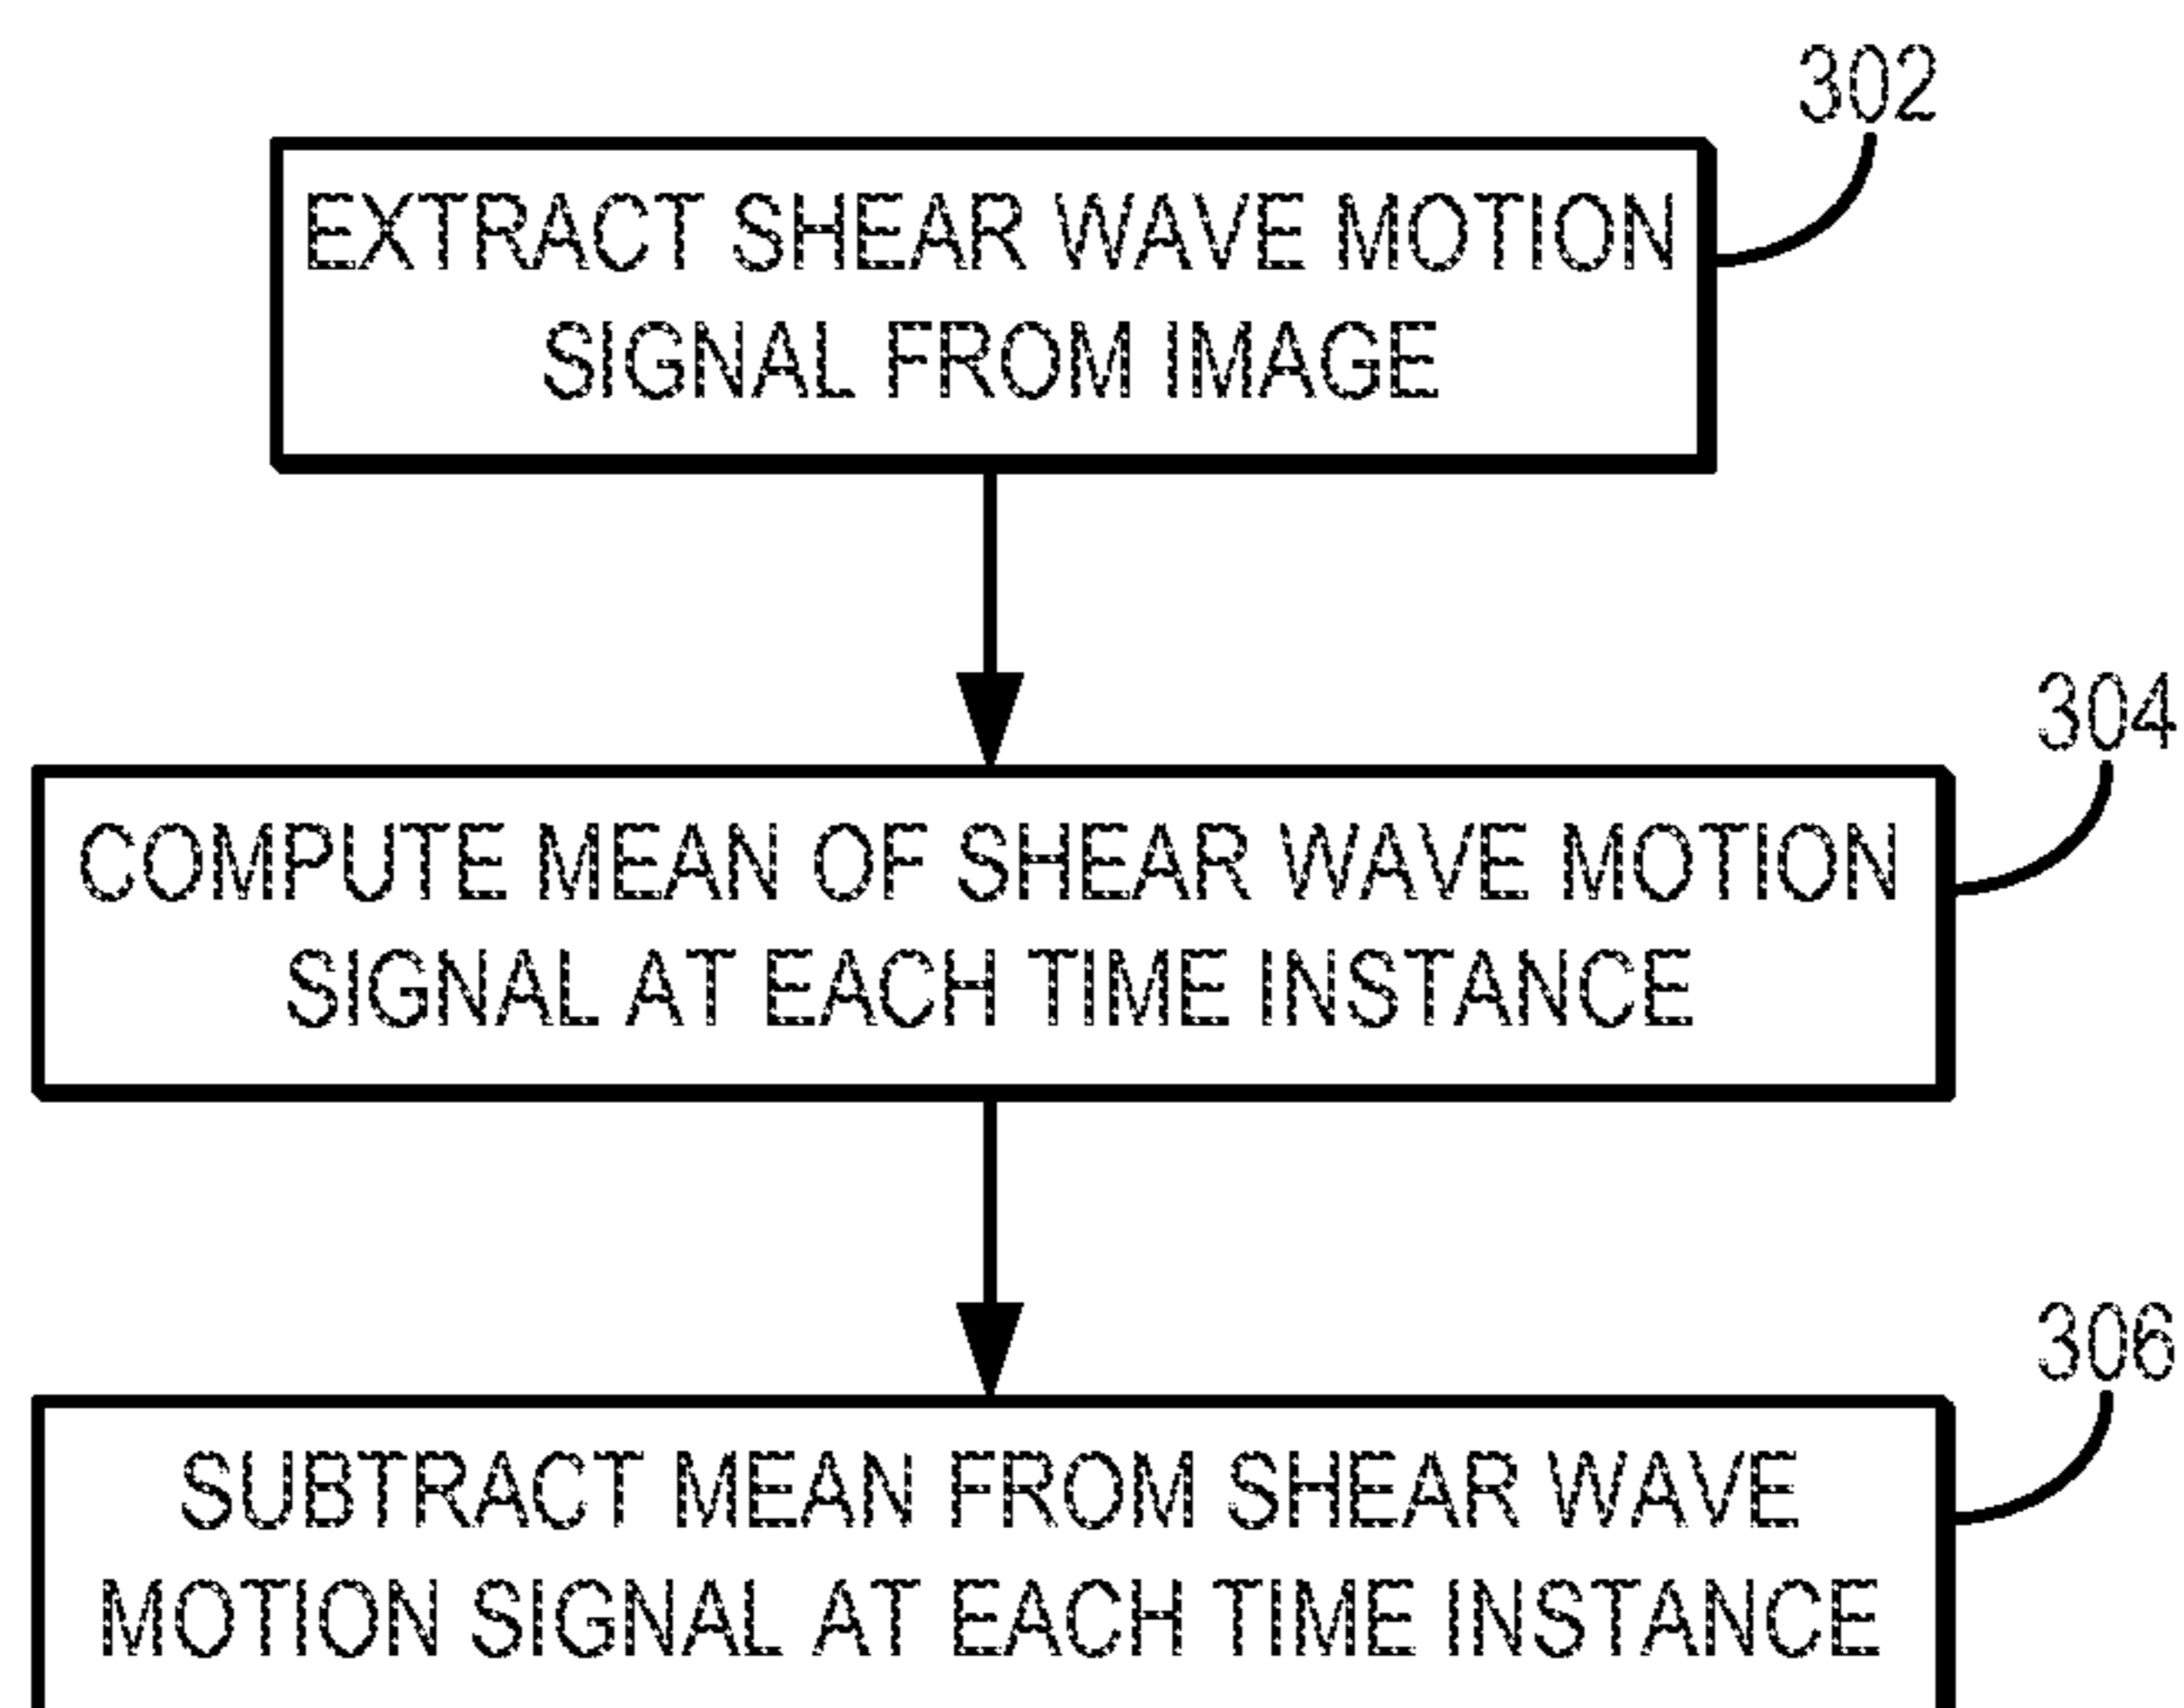 302
EXTRACT SHEAR WAVE MOTION
SIGNAL FROM IMAGE
304
COMPUTE MEAN OF SHEAR WAVE MOTION
SIGNAL AT EACH TIME INSTANCE
306
SUBTRACT MEAN FROM SHEAR WAVE
MOTION SIGNAL AT EACH TIME INSTANCE